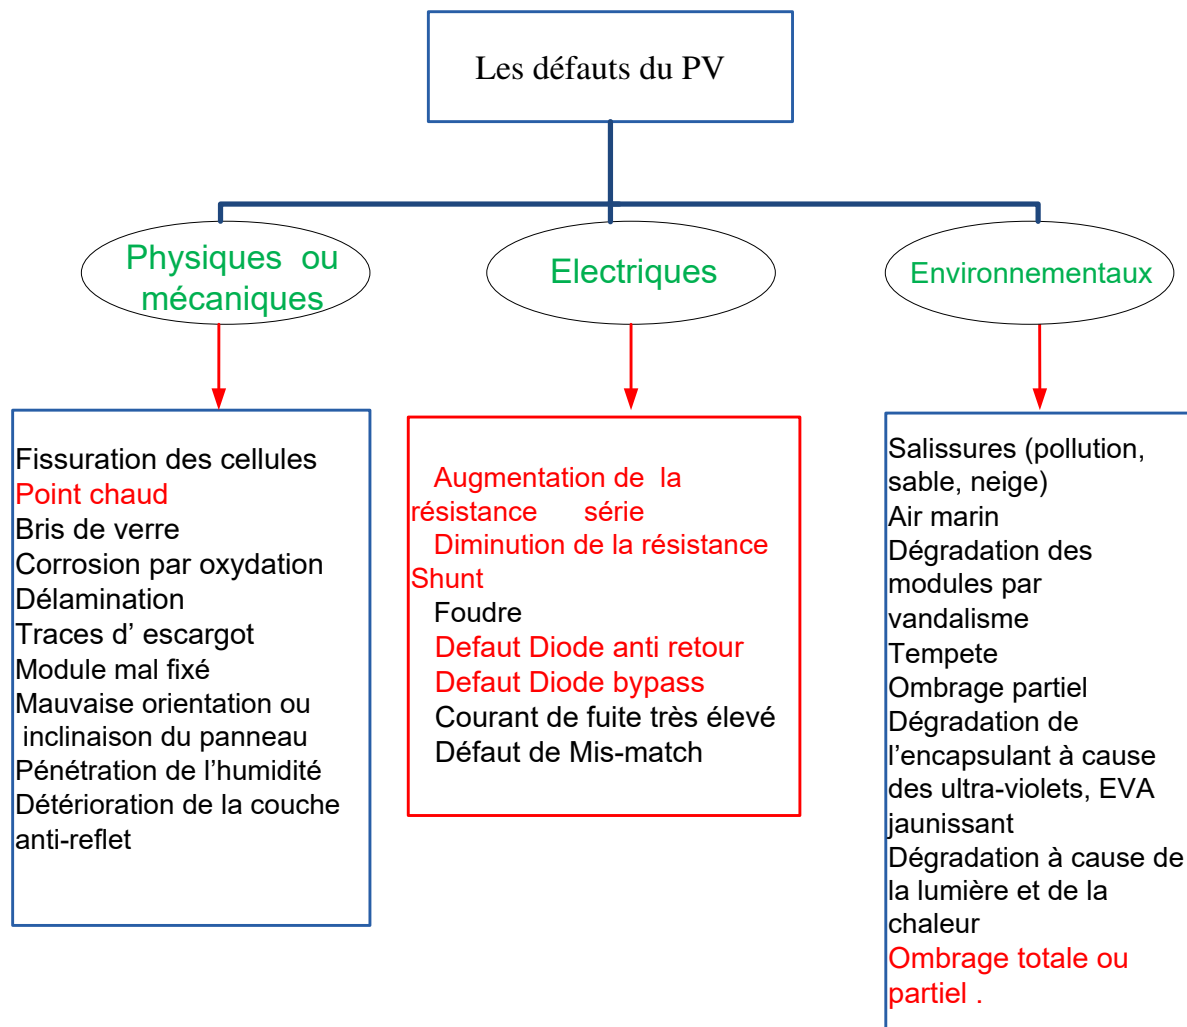 Les défauts du PV
Physiques ou
mécaniques
Electriques
Environnementaux
Fissuration des cellules
Point chaud
Bris de verre
Corrosion par oxydation
Délamination
Traces d’ escargot
Module mal fixé
Mauvaise orientation ou
inclinaison du panneau
Pénétration de l’humidité
Détérioration de la couche
anti-reflet
Augmentation de la
résistance série
Diminution de la résistance
Shunt
Foudre
Defaut Diode anti retour
Defaut Diode bypass
Courant de fuite très élevé
Défaut de Mis-match
Salissures (pollution,
sable, neige)
Air marin
Dégradation des
modules par
vandalisme
Tempete
Ombrage partiel
Dégradation de
l’encapsulant à cause
des ultra-violets, EVA
jaunissant
Dégradation à cause de
la lumière et de la
chaleur
Ombrage totale ou
partiel .